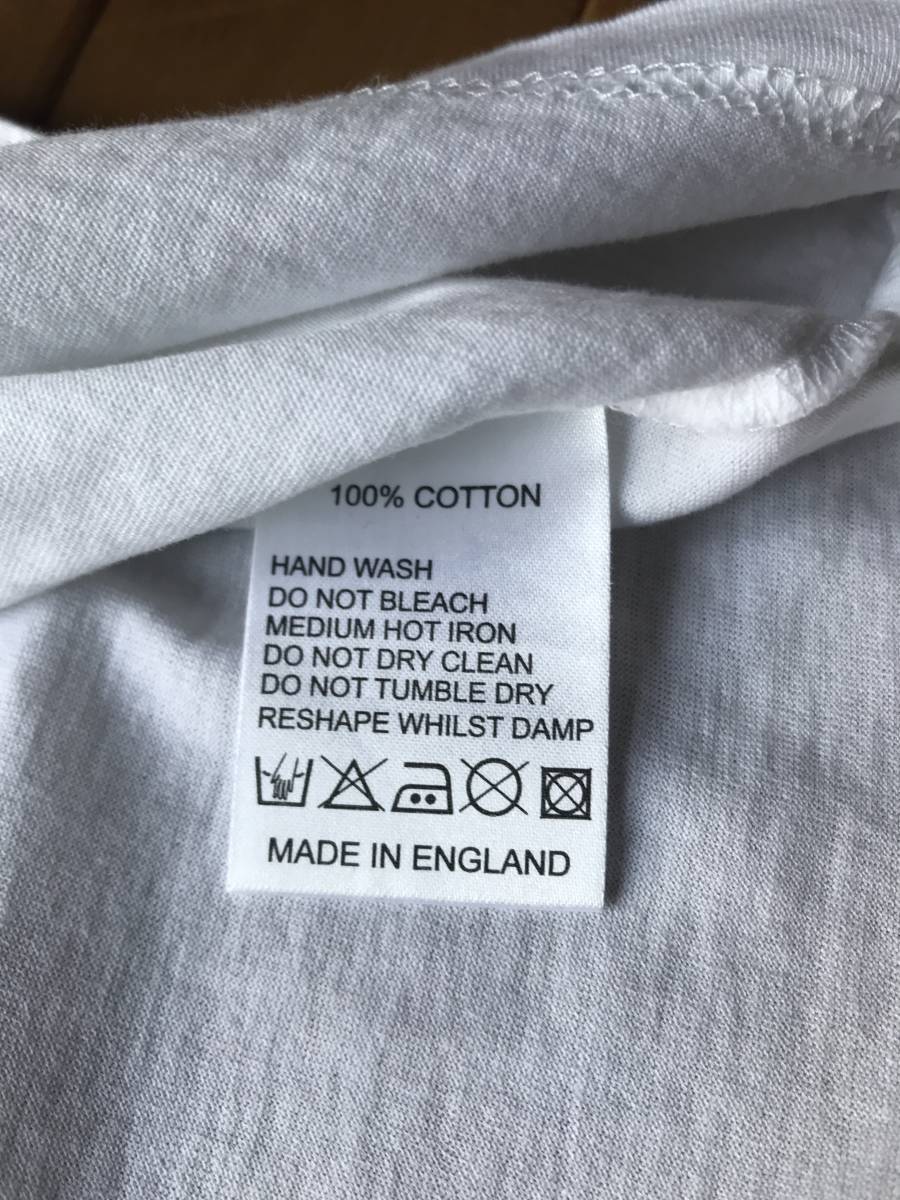 100% COTTON
HAND WASH
DO NOT BLEACH
MEDIUM HOT IRON
DO NOT DRY CLEAN
DO NOT TUMBLE DRY
RESHAPE WHILST DAMP
MADE IN ENGLAND